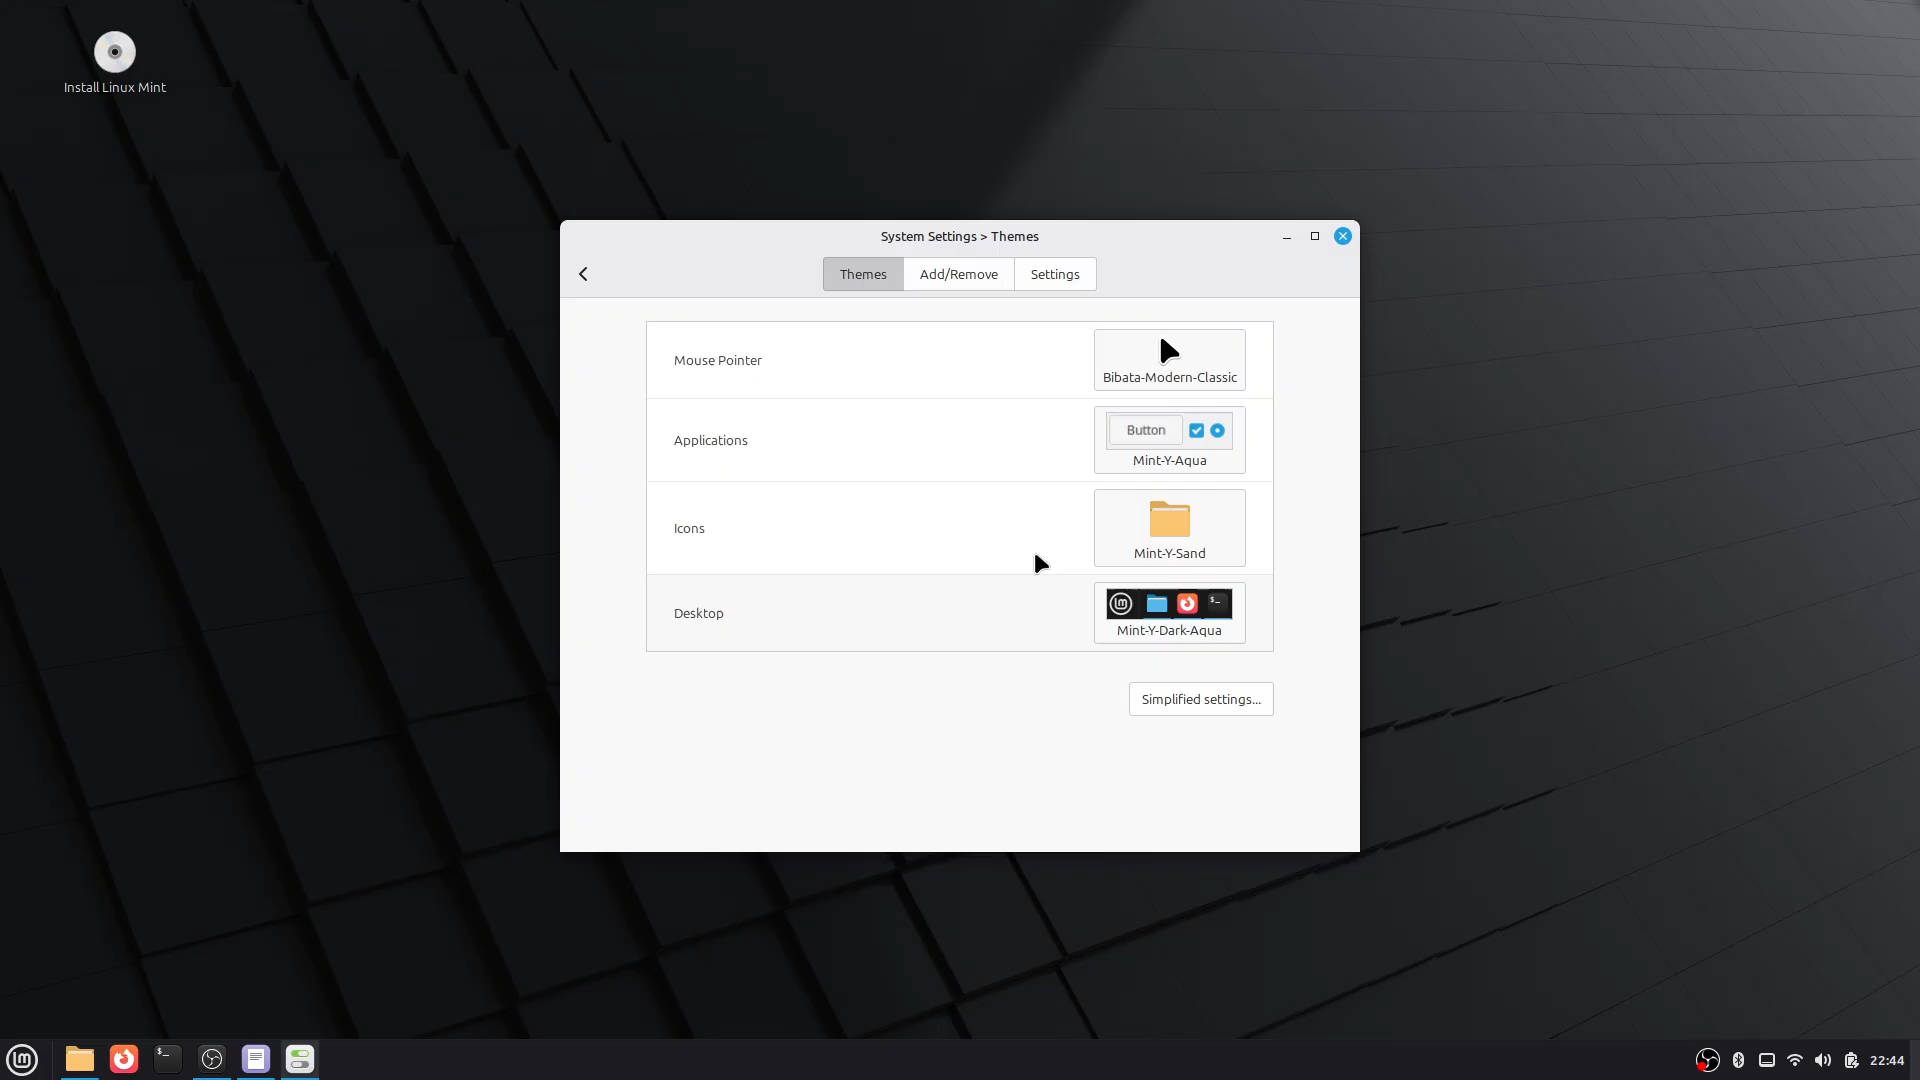 Install Linux Mint
System Settings > Themes
Themes
Add/Remove
Settings
Mouse Pointer
Bibata-Modern-Classic
Applications
Button
Mint-Y-Aqua
Icons
Mint-Y-Sand
Desktop
$_
Mint-Y-Dark-Aqua
Simplified settings...
$_
22:44